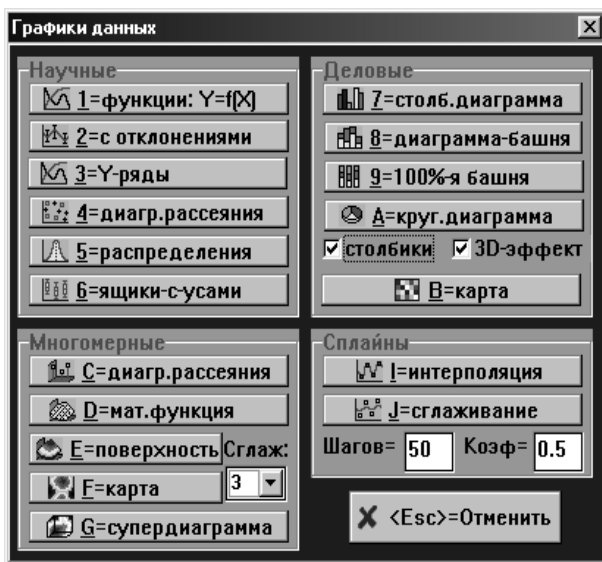 Графики данных
Научные
1=функции: Y=f(X)
2=с отклонениями
3=Y-ряды
4=диагр.рассеяния
5=распределения
6=ящики-с-усами
Деловые
7=столб.диаграмма
8=диаграмма-башня
9=100%-я башня
A=круг.диаграмма
столбики 3D-эффект
B=карта
Многомерные
C=диагр.рассеяния
D=мат.функция
E=поверхность Сглаж:
F=карта 3
G=супердиаграмма
Сплайны
I=интерполяция
J=сглаживание
Шагов= 50 Коэф= 0.5
<Esc>=Отменить